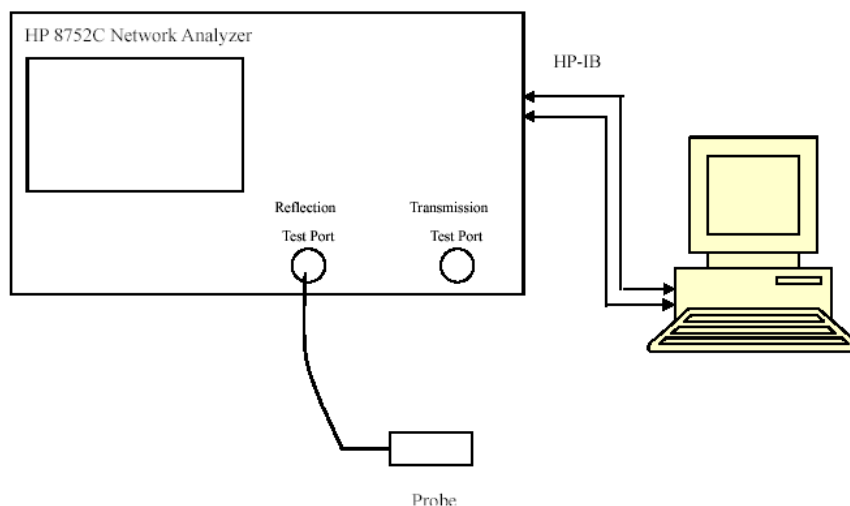 HP 8752C Network Analyzer
HP-IB
Reflection
Test Port
Transmission
Test Port
Probe